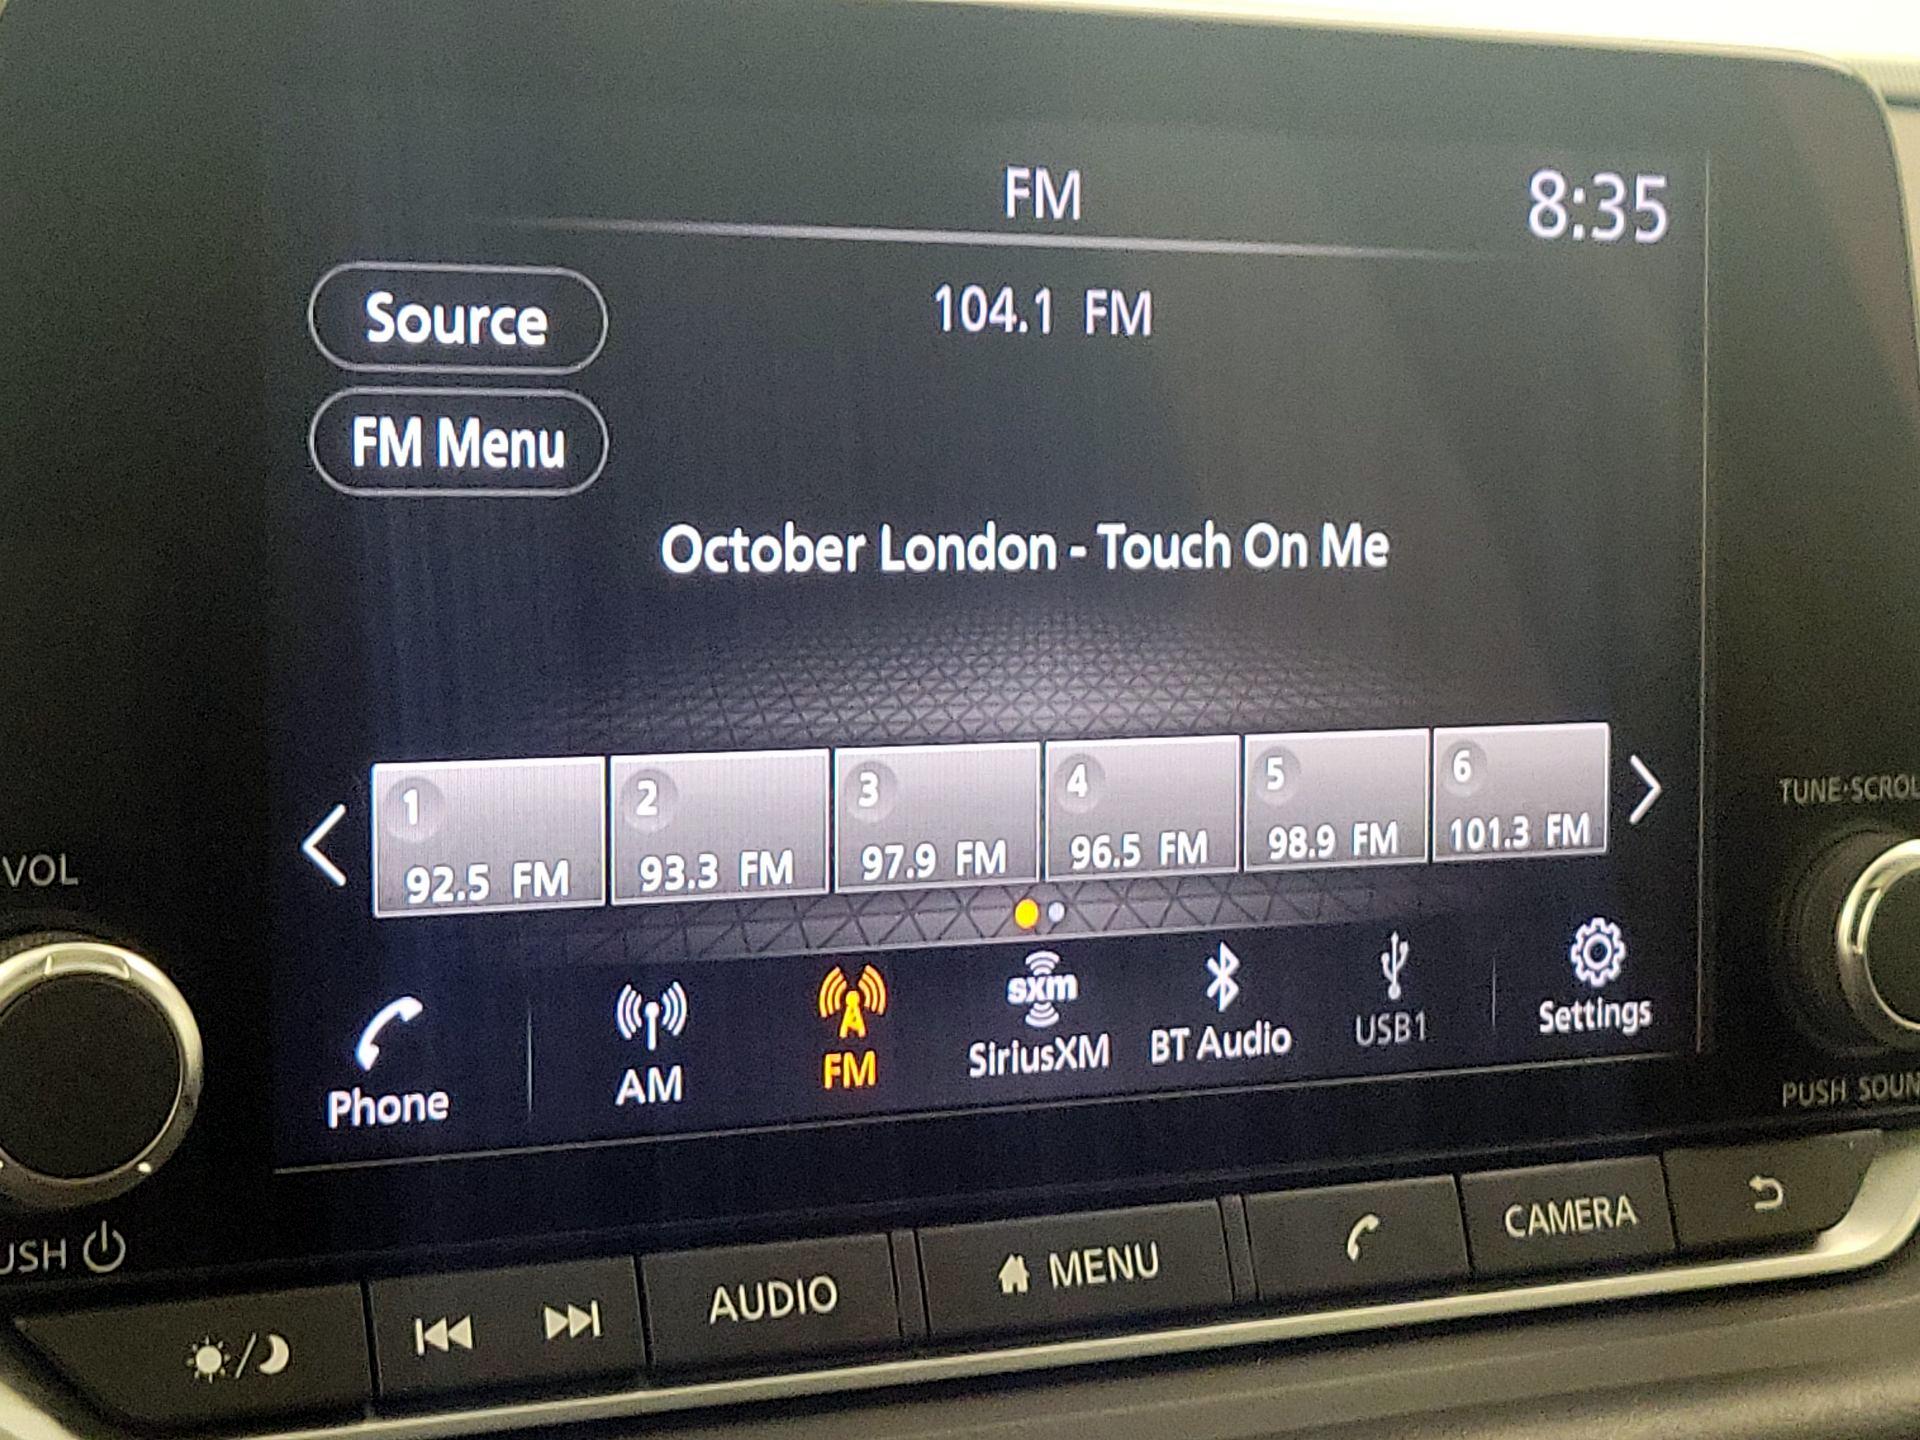 FM
8:35
Source
104.1 FM
FM Menu
October London - Touch On Me
1
92.5 FM
2
93.3 FM
3
97.9 FM
4
96.5 FM
5
98.9 FM
6
101.3 FM
VOL
TUNE·SCROL
Phone
AM
FM
sxm
SiriusXM
BT Audio
USB1
Settings
PUSH SOUN
USH
AUDIO
MENU
CAMERA